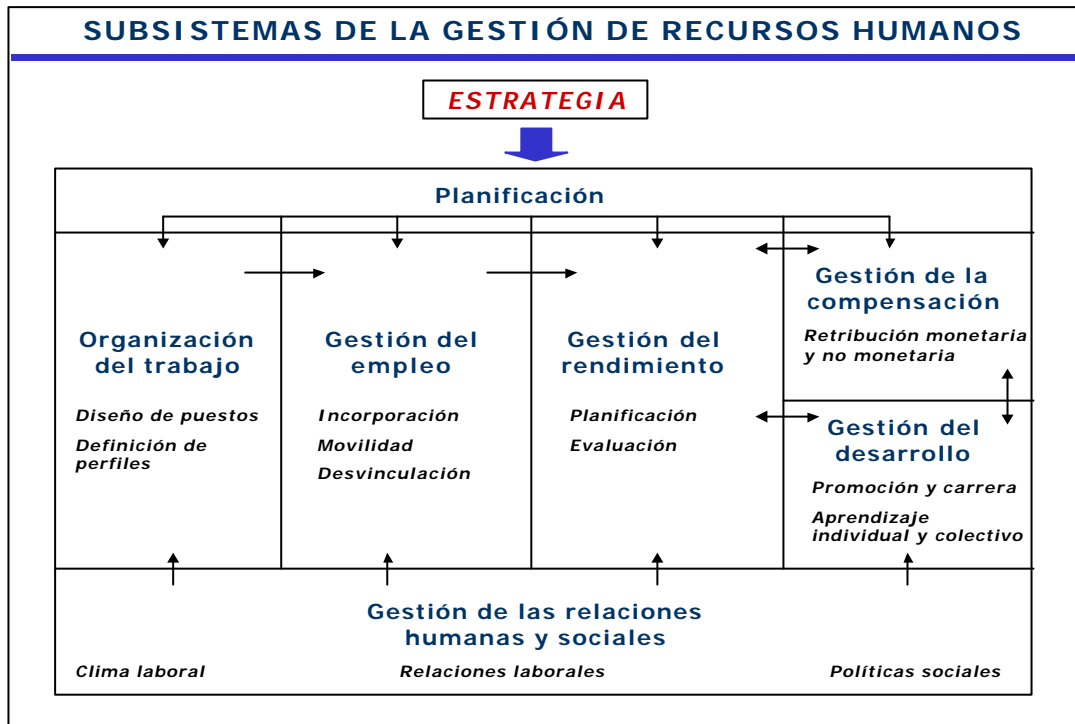 SUBSISTEMAS DE LA GESTIÓN DE RECURSOS HUMANOS
ESTRATEGIA
Planificación
Organización
del trabajo
Diseño de puestos
Definición de
perfiles
Gestión del
empleo
Incorporación
Movilidad
Desvinculación
Gestión del
rendimiento
Planificación
Evaluación
Gestión de la
compensación
Retribución monetaria
y no monetaria
Gestión del
desarrollo
Promoción y carrera
Aprendizaje
individual y colectivo
Gestión de las relaciones
humanas y sociales
Clima laboral
Relaciones laborales
Políticas sociales